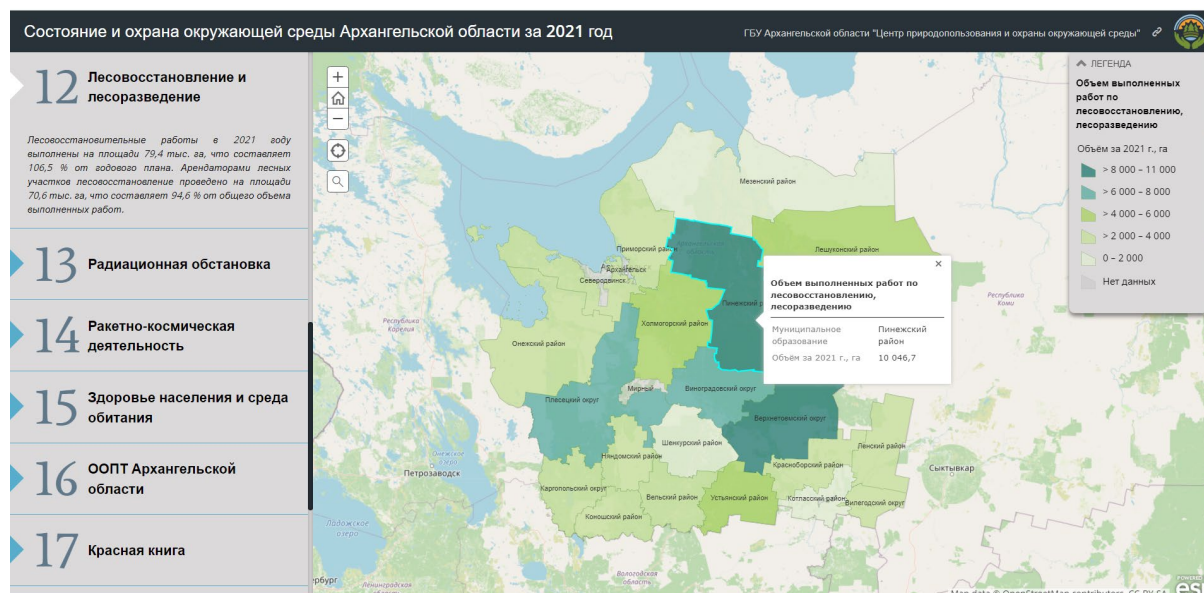 Состояние и охрана окружающей среды Архангельской области за 2021 год
ГБУ Архангельской области "Центр природопользования и охраны окружающей среды"
12
Лесовосстановление и
лесоразведение
Лесовосстановительные работы в 2021 году
выполнены на площади 79,4 тыс. га, что составляет
106,5 % от годового плана. Арендаторами лесных
участков лесовосстановление проведено на площади
70,6 тыс. га, что составляет 94,6 % от общего объема
выполненных работ.
13
Радиационная обстановка
14
Ракетно-космическая
деятельность
15
Здоровье населения и среда
обитания
16
ООПТ Архангельской
области
17
Красная книга
+
−
Мезенский район
Приморский
Лешуконский район
Архангельск
Северодвинск
Республика
Карелия
Холмогорский район
Онежский район
Республика
Коми
Мирный
Виноградовский округ
Плесецкий округ
Верхнетоемский округ
Шенкурский район
Ленский район
Онежское
озеро
Няндомский район
Петрозаводск
Красноборский район
Сыктывкар
Каргопольский округ
Вельский район
Устьянский район
Котласский район
Вилегодский округ
Коношский район
Ладожское
озеро
Вологодская
область
Ленинградская
Объем выполненных работ по
лесовосстановлению,
лесоразведению
Муниципальное
образование
Пинежский
район
Объём за 2021 г., га
10 046,7
ЛЕГЕНДА
Объем выполненных
работ по
лесовосстановлению,
лесоразведению
Объём за 2021 г., га
> 8 000 – 11 000
> 6 000 – 8 000
> 4 000 – 6 000
> 2 000 – 4 000
0 – 2 000
Нет данных
Map data © OpenStreetMap contributors, CC-BY-SA